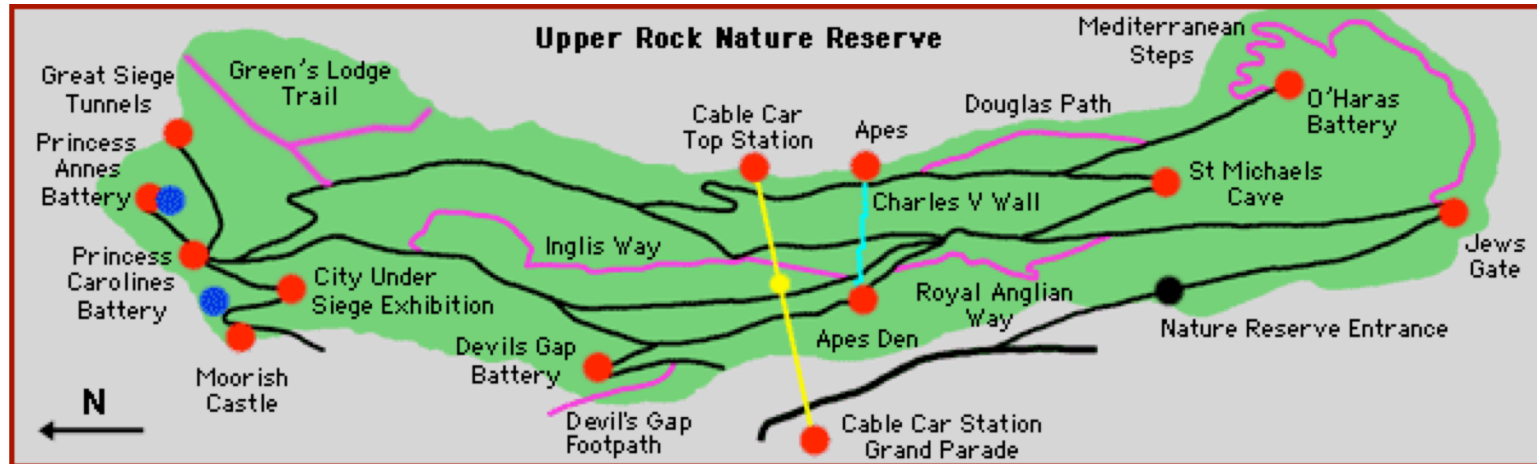 Upper Rock Nature Reserve
Great Siege
Tunnels
Green's Lodge
Trail
Princess
Annes
Battery
Princess
Carolines
Battery
City Under
Siege Exhibition
Moorish
Castle
N
Inglis Way
Devils Gap
Battery
Devil's Gap
Footpath
Cable Car
Top Station
Apes
Charles V Wall
Apes Den
Cable Car Station
Grand Parade
Douglas Path
Mediterranean
Steps
O'Haras
Battery
St Michaels
Cave
Jews
Gate
Royal Anglian
Way
Nature Reserve Entrance